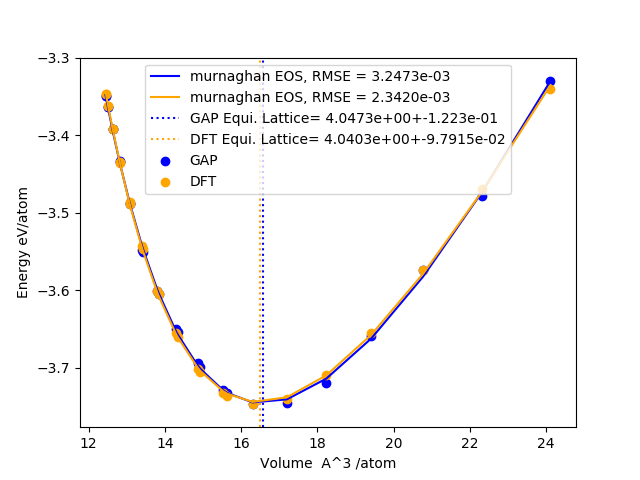 −3.3
−3.4
−3.5
−3.6
−3.7
Energy eV/atom
murnaghan EOS, RMSE = 3.2473e-03
murnaghan EOS, RMSE = 2.3420e-03
GAP Equi. Lattice= 4.0473e+00+-1.223e-01
DFT Equi. Lattice= 4.0403e+00+-9.7915e-02
GAP
DFT
12 14 16 18 20 22 24
Volume  A^3 /atom